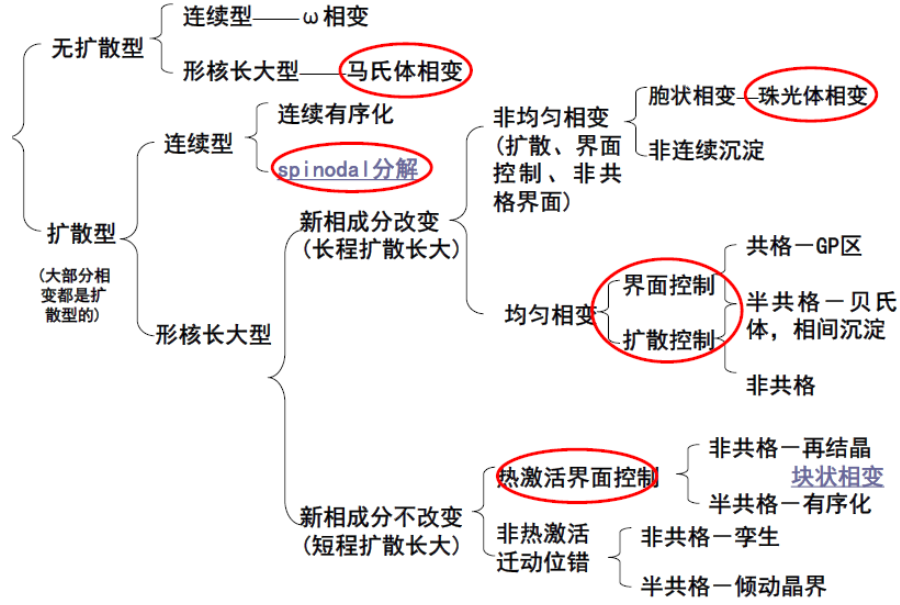 无扩散型
连续型
ω相变
形核长大型
马氏体相变
扩散型
(大部分相
变都是扩
散型的)
连续型
连续有序化
spinodal分解
形核长大型
新相成分改变
(长程扩散长大)
非均匀相变
(扩散、界面
控制、非共
格界面)
胞状相变
珠光体相变
非连续沉淀
均匀相变
界面控制
扩散控制
共格—GP区
半共格—贝氏
体，相间沉淀
非共格
新相成分不改变
(短程扩散长大)
热激活界面控制
非共格—再结晶
块状相变
半共格—有序化
非热激活
迁动位错
非共格—孪生
半共格—倾动晶界